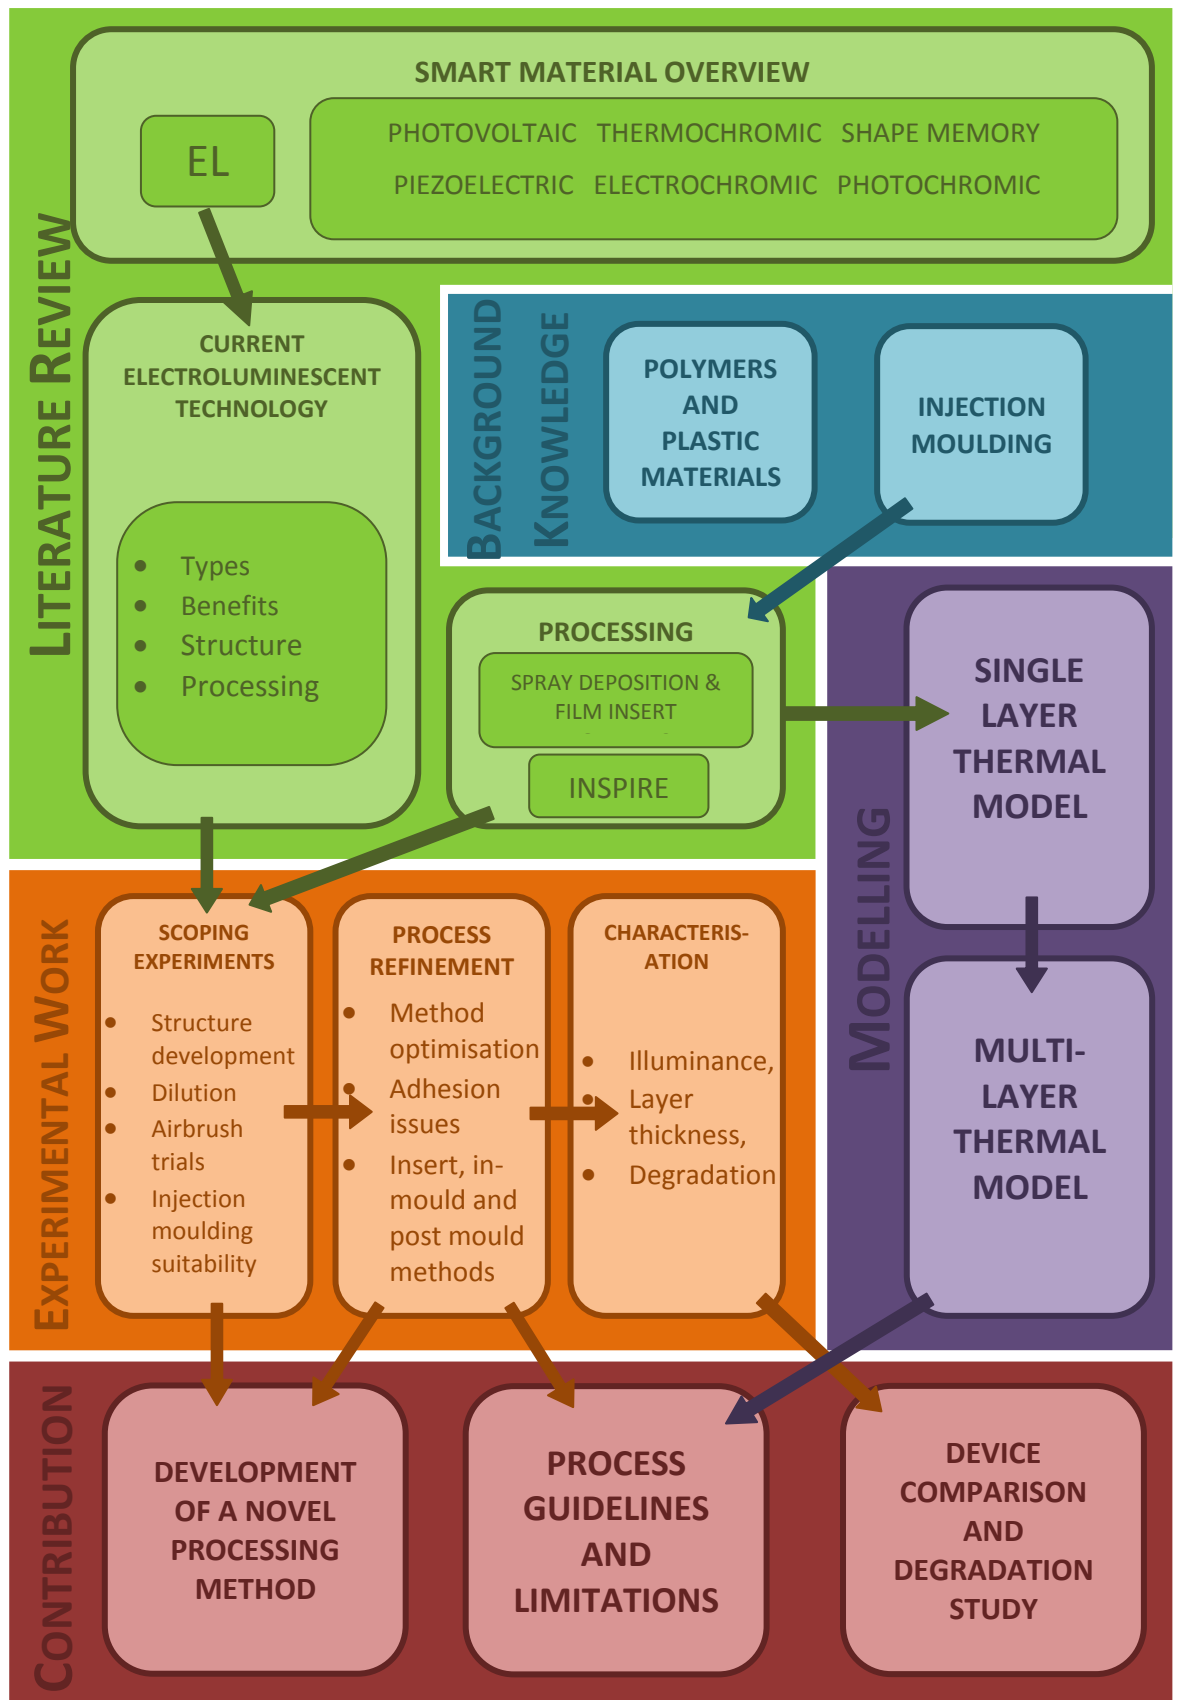 LITERATURE REVIEW
SMART MATERIAL OVERVIEW
EL
PHOTOVOLTAIC THERMOCHROMIC SHAPE MEMORY
PIEZOELECTRIC ELECTROCHROMIC PHOTOCHROMIC
CURRENT
ELECTROLUMINESCENT
TECHNOLOGY
• Types
• Benefits
• Structure
• Processing
BACKGROUND
KNOWLEDGE
POLYMERS
AND
PLASTIC
MATERIALS
INJECTION
MOULDING
PROCESSING
SPRAY DEPOSITION &
FILM INSERT
INSPIRE
MODELLING
SINGLE
LAYER
THERMAL
MODEL
MULTI-
LAYER
THERMAL
MODEL
EXPERIMENTAL WORK
SCOPING
EXPERIMENTS
• Structure
development
• Dilution
• Airbrush
trials
• Injection
moulding
suitability
PROCESS
REFINEMENT
• Method
optimisation
• Adhesion
issues
• Insert, in-
mould and
post mould
methods
CHARACTERIS-
ATION
• Illuminance,
• Layer
thickness,
• Degradation
CONTRIBUTION
DEVELOPMENT
OF A NOVEL
PROCESSING
METHOD
PROCESS
GUIDELINES
AND
LIMITATIONS
DEVICE
COMPARISON
AND
DEGRADATION
STUDY